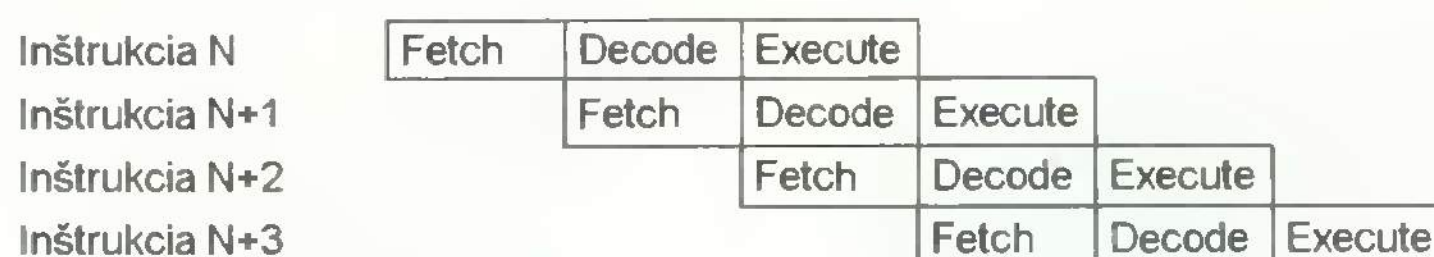 Inštrukcia N Fetch Decode Execute
Inštrukcia N+1 Fetch Decode Execute
Inštrukcia N+2 Fetch Decode Execute
Inštrukcia N+3 Fetch Decode Execute